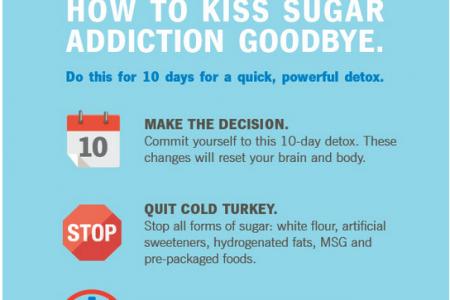 HOW TO KISS SUGAR
ADDICTION GOODBYE.
Do this for 10 days for a quick, powerful detox.
10
MAKE THE DECISION.
Commit yourself to this 10-day detox. These
changes will reset your brain and body.
STOP
QUIT COLD TURKEY.
Stop all forms of sugar: white flour, artificial
sweeteners, hydrogenated fats, MSG and
pre-packaged foods.